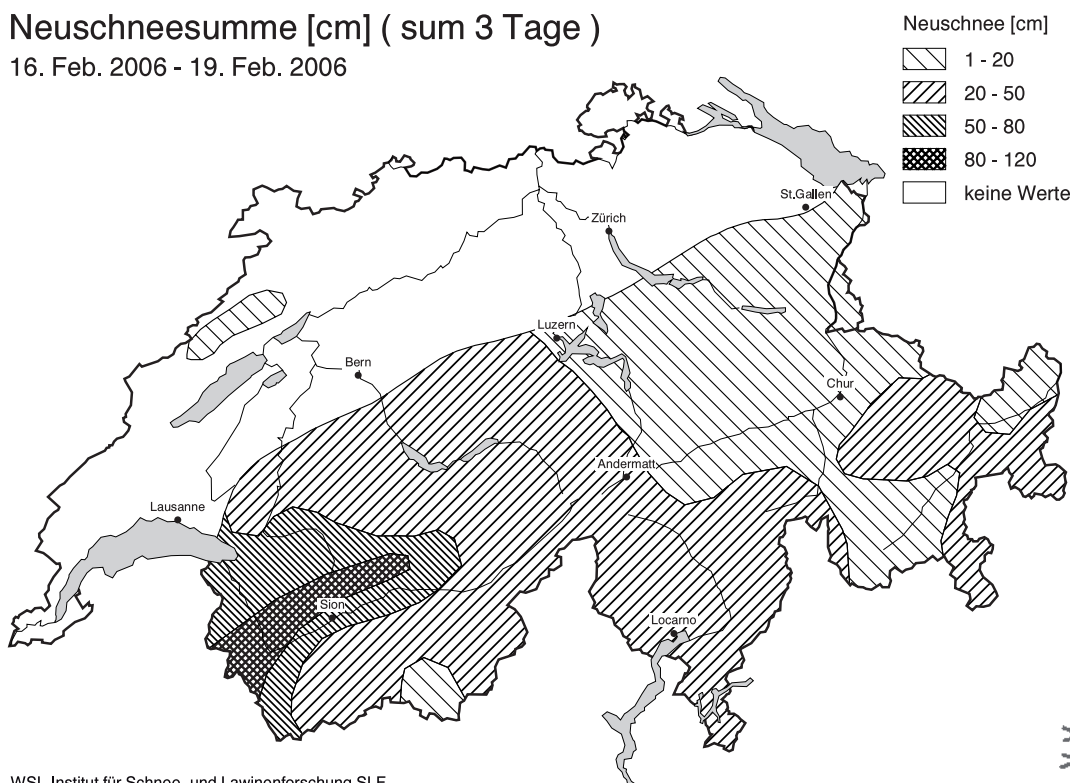 Neuschneesumme [cm] ( sum 3 Tage )
16. Feb. 2006 - 19. Feb. 2006
Neuschnee [cm]
1 - 20
20 - 50
50 - 80
80 - 120
keine Werte
St.Gallen
Zürich
Luzern
Bern
Chur
Andermatt
Lausanne
Sion
Locarno
WSL Institut für Schnee- und Lawinenforschung SLF